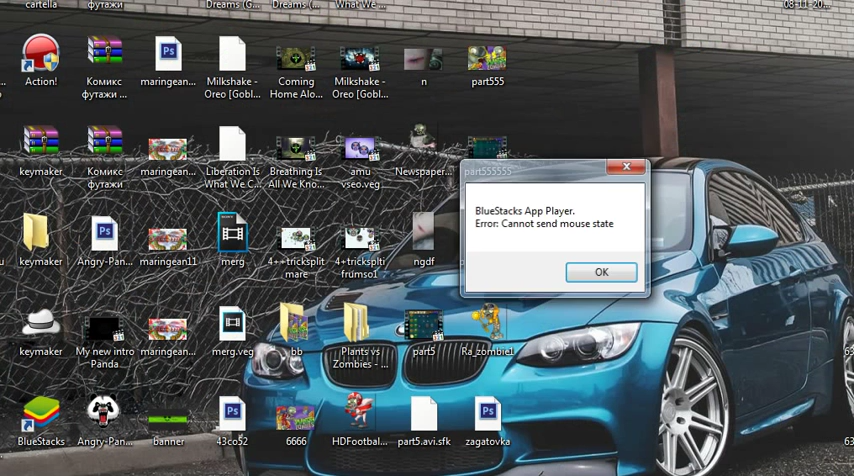 cartella
футажи
Dreams (G...
Dreams (...
What We ...
08-11-20...
Action!
Комикс
футажи ...
maringean...
Milkshake -
Oreo [Gobl...
Coming
Home Alo...
Milkshake -
Oreo [Gobl...
n
part555
keymaker
Комикс
футажи
maringean...
Liberation Is
What We C...
Breathing Is
All We Kno...
amu
vseo.veg
Newspaper...
part555555
BlueStacks App Player.
Error: Cannot send mouse state
OK
keymaker
Angry-Pan...
maringean11
merg
4++tricksplit
mare
4+tricksplti
frumso1
ngdf
keymaker
My new intro
Panda
maringean...
merg.veg
bb
Plants vs
Zombies - ...
part5
Ra_zombie1
BlueStacks
Angry-Pan...
banner
43co52
6666
HDFootbal...
part5.avi.sfk
zagatovka